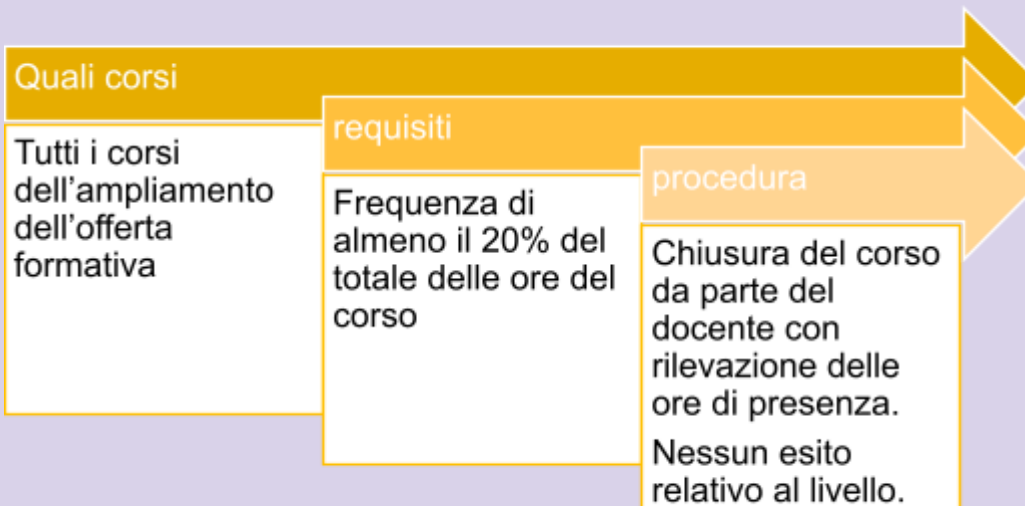 Quali corsi
Tutti i corsi
dell'ampliamento
dell'offerta
formativa
requisiti
Frequenza di
almeno il 20% del
totale delle ore del
corso
procedura
Chiusura del corso
da parte del
docente con
rilevazione delle
ore di presenza.
Nessun esito
relativo al livello.